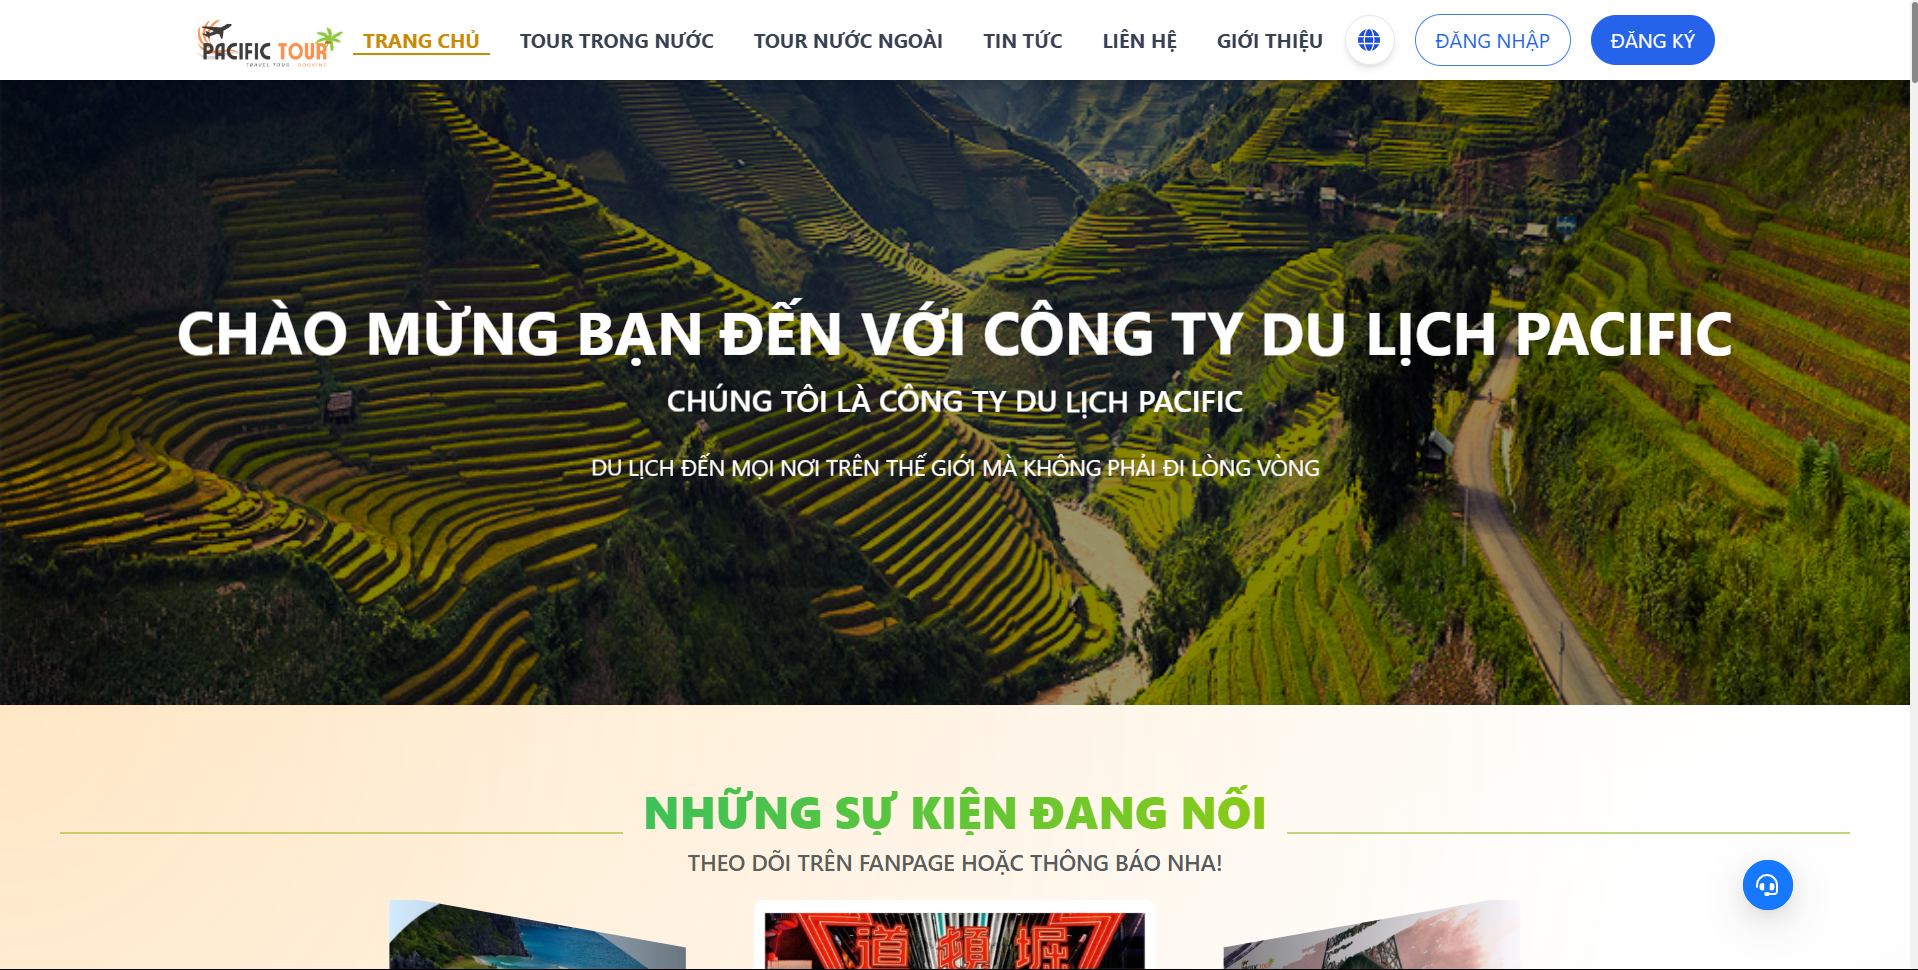 PACIFIC TOUR
TRAVEL TOUR BOOKING
TRANG CHỦ
TOUR TRONG NƯỚC
TOUR NƯỚC NGOÀI
TIN TỨC
LIÊN HỆ
GIỚI THIỆU
ĐĂNG NHẬP
ĐĂNG KÝ
CHÀO MỪNG BẠN ĐẾN VỚI CÔNG TY DU LỊCH PACIFIC
CHÚNG TÔI LÀ CÔNG TY DU LỊCH PACIFIC
DU LỊCH ĐẾN MỌI NƠI TRÊN THẾ GIỚI MÀ KHÔNG PHẢI ĐI LÒNG VÒNG
NHỮNG SỰ KIỆN ĐANG NỔI
THEO DÕI TRÊN FANPAGE HOẶC THÔNG BÁO NHA!
道頓堀
PACIFIC TOUR